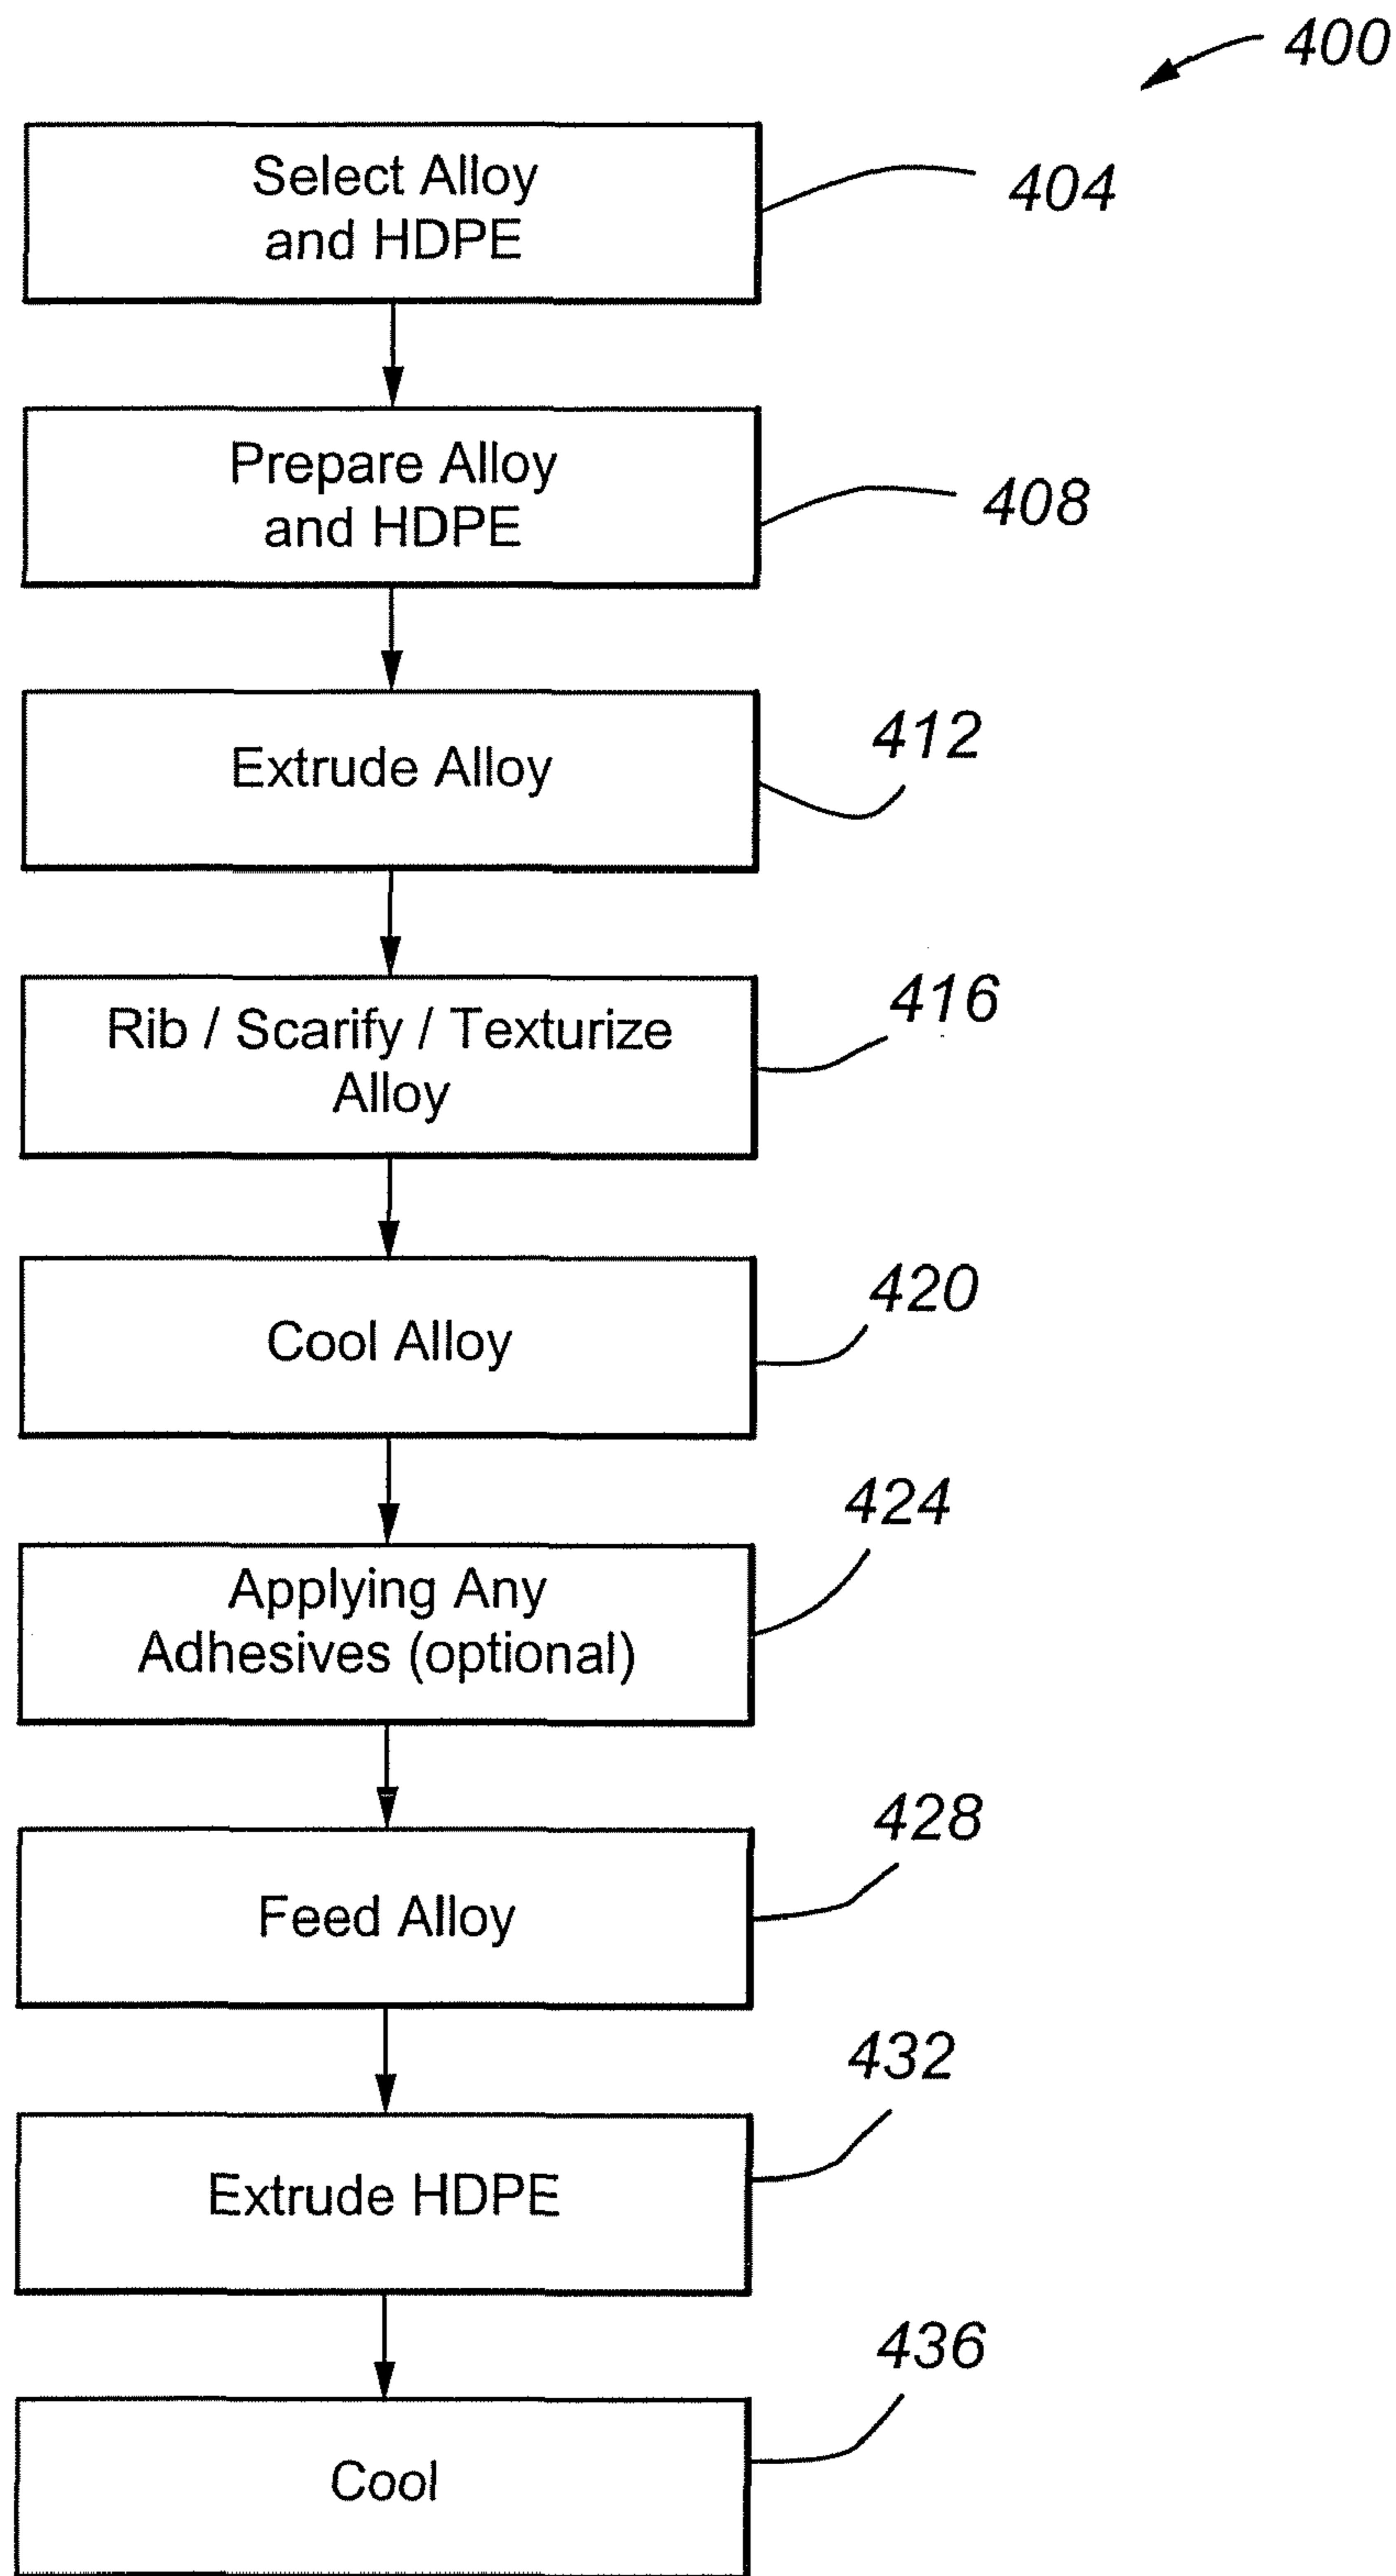 400
Select Alloy
and HDPE
404
Prepare Alloy
and HDPE
408
Extrude Alloy
412
Rib / Scarify / Texturize
Alloy
416
Cool Alloy
420
Applying Any
Adhesives (optional)
424
Feed Alloy
428
Extrude HDPE
432
Cool
436